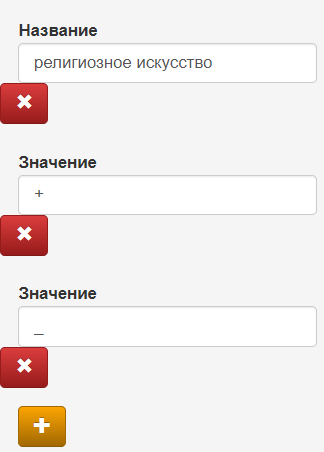 Название
религиозное искусство
✖
Значение
+
✖
Значение
_
✖
✚